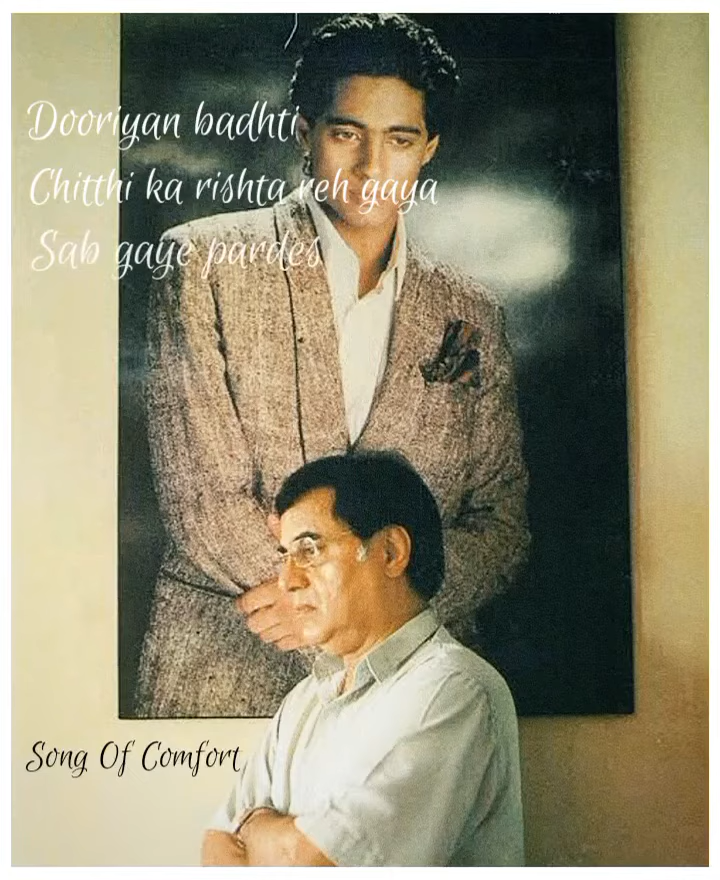 Dooriyan badhti
Chitthi ka rishta reh gaya
Sab gaye pardes
Song Of Comfort